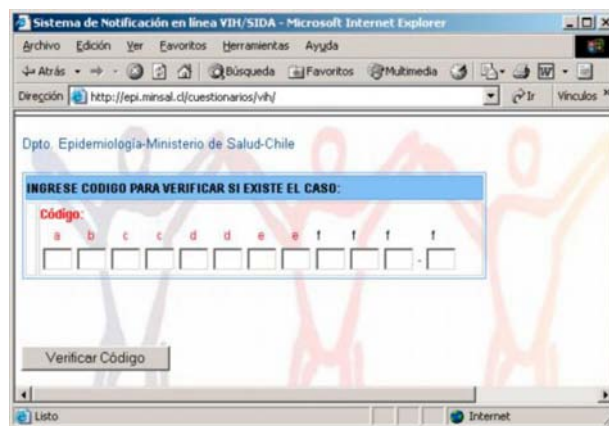 Sistema de Notificación en línea VIH/SIDA - Microsoft Internet Explorer
Archivo Edición Ver Favoritos Herramientas Ayuda
Atrás Búsqueda Favoritos Multimedia W
Dirección http://epi.minsal.cl/cuestionarios/vih/ Ir Vínculos »
Dpto. Epidemiología-Ministerio de Salud-Chile
INGRESE CODIGO PARA VERIFICAR SI EXISTE EL CASO:
Código:
a b c c d d e e f f f f
-
Verificar Código
Listo Internet